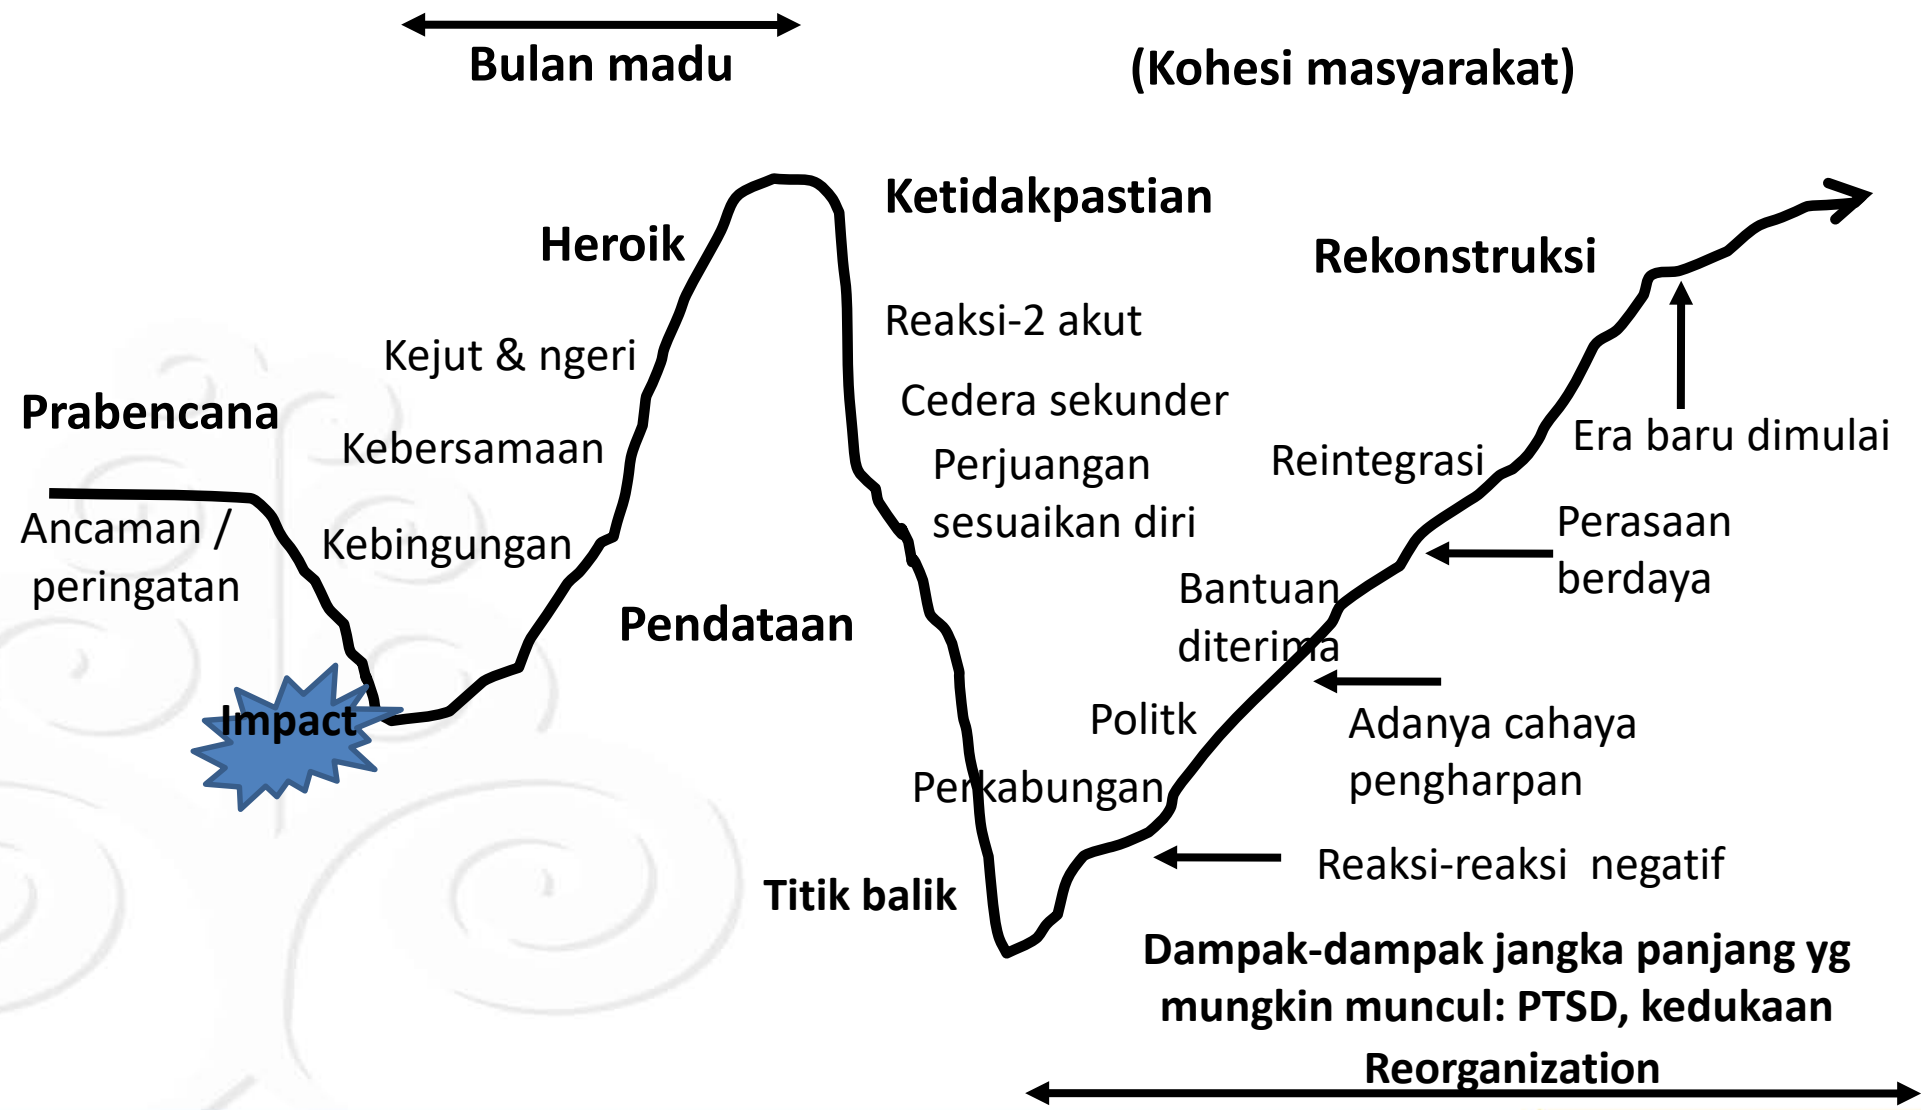 Bulan madu
(Kohesi masyarakat)
Prabencana
Ancaman /
peringatan
Impact
Heroik
Kejut & ngeri
Kebersamaan
Kebingungan
Pendataan
Ketidakpastian
Reaksi-2 akut
Cedera sekunder
Perjuangan
sesuaikan diri
Titik balik
Perkabungan
Politk
Bantuan
diterima
Reintegrasi
Rekonstruksi
Era baru dimulai
Perasaan
berdaya
Adanya cahaya
pengharpan
Reaksi-reaksi negatif
Dampak-dampak jangka panjang yg
mungkin muncul: PTSD, kedukaan
Reorganization